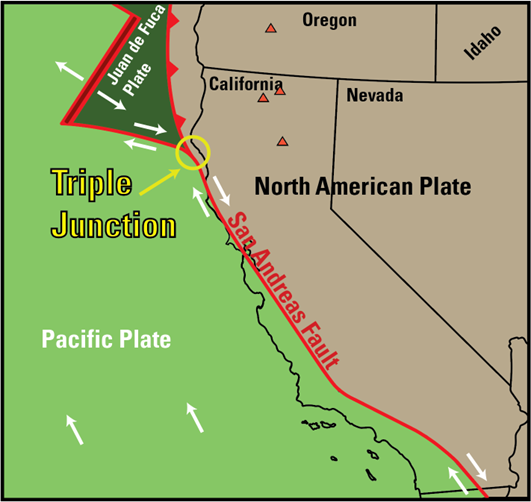 Oregon
Idaho
Juan de Fuca
Plate
California
Nevada
Triple
Junction
North American Plate
San Andreas Fault
Pacific Plate